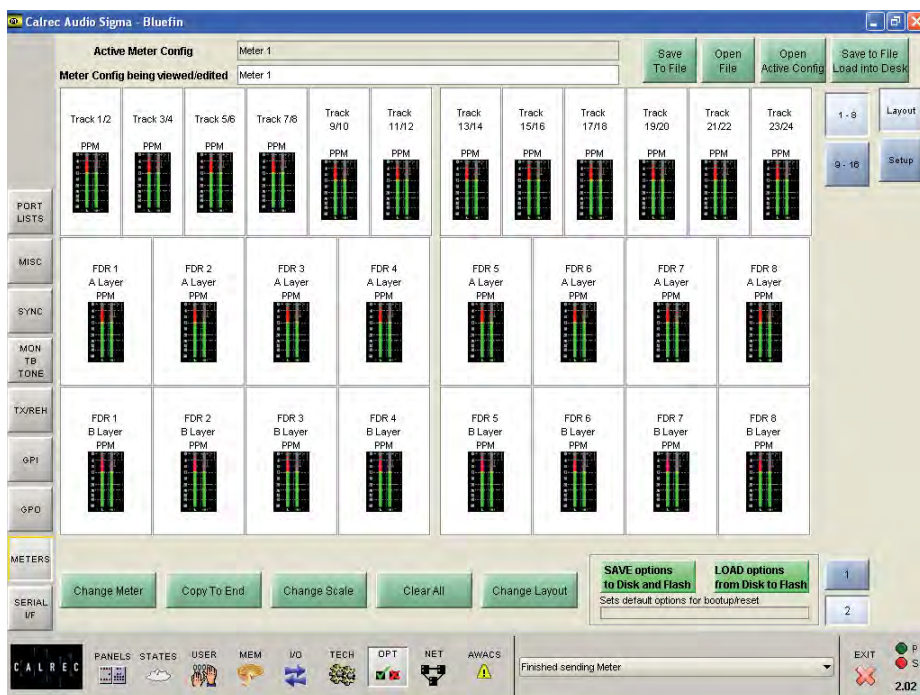 Calrec Audio Sigma - Bluefin
Active Meter Config
Meter 1
Meter Config being viewed/edited
Meter 1
Save To File
Open File
Open Active Config
Save to File Load into Desk
Track 1/2
Track 3/4
Track 5/6
Track 7/8
Track 9/10
Track 11/12
Track 13/14
Track 15/16
Track 17/18
Track 19/20
Track 21/22
Track 23/24
PPM PPM PPM PPM PPM PPM PPM PPM PPM PPM PPM PPM
1 - 8
Layout
9 - 16
Setup
PORT LISTS
MISC
SYNC
MON TB TONE
TX/REH
GPI
GPO
METERS
SERIAL I/F
FDR 1 A Layer PPM
FDR 2 A Layer PPM
FDR 3 A Layer PPM
FDR 4 A Layer PPM
FDR 5 A Layer PPM
FDR 6 A Layer PPM
FDR 7 A Layer PPM
FDR 8 A Layer PPM
FDR 1 B Layer PPM
FDR 2 B Layer PPM
FDR 3 B Layer PPM
FDR 4 B Layer PPM
FDR 5 B Layer PPM
FDR 6 B Layer PPM
FDR 7 B Layer PPM
FDR 8 B Layer PPM
Change Meter
Copy To End
Change Scale
Clear All
Change Layout
SAVE options to Disk and Flash
LOAD options from Disk to Flash
Sets default options for bootup/reset
1
2
CALREC
PANELS
STATES
USER
MEM
I/O
TECH
OPT
NET
AWACS
Finished sending Meter
EXIT
P
S
2.02